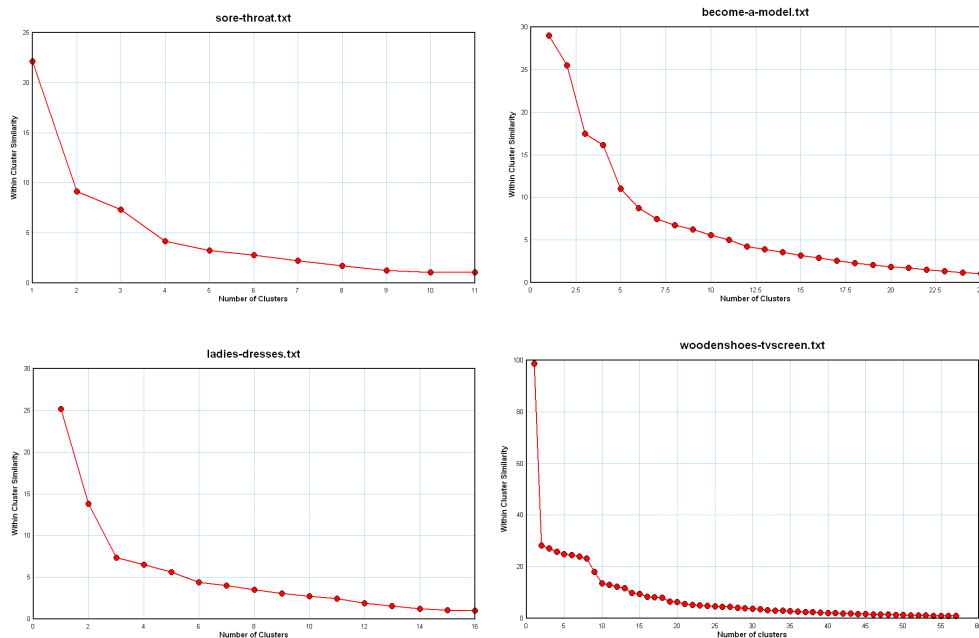 sore-throat.txt
25
20
15
10
5
0
Within Cluster Similarity
1 2 3 4 5 6 7 8 9 10 11
Number of Clusters
become-a-model.txt
30
25
20
15
10
5
0
Within Cluster Similarity
0 2.5 5 7.5 10 12.5 15 17.5 20 22.5
Number of Clusters
ladies-dresses.txt
30
25
20
15
10
5
0
Within Cluster Similarity
0 2 4 6 8 10 12 14 16
Number of Clusters
woodenshoes-tvscreen.txt
100
80
60
40
20
0
Within Cluster Similarity
0 5 10 15 20 25 30 35 40 45 50 55
Number of clusters